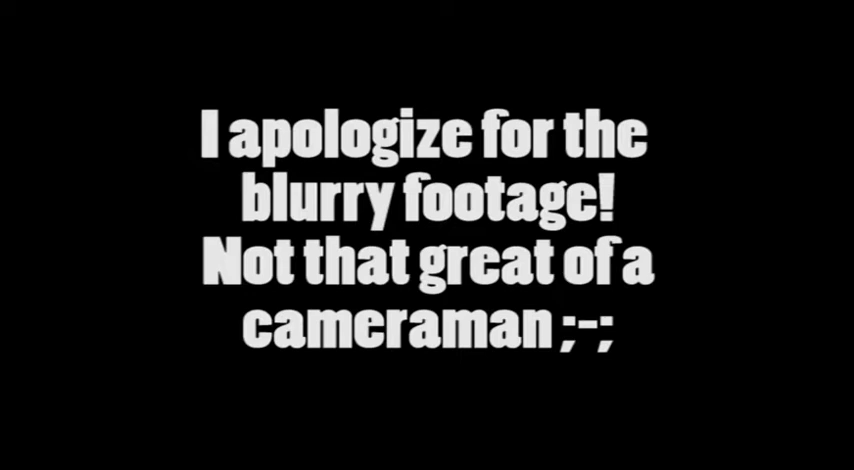 I apologize for the
blurry footage!
Not that great of a
cameraman ;-;